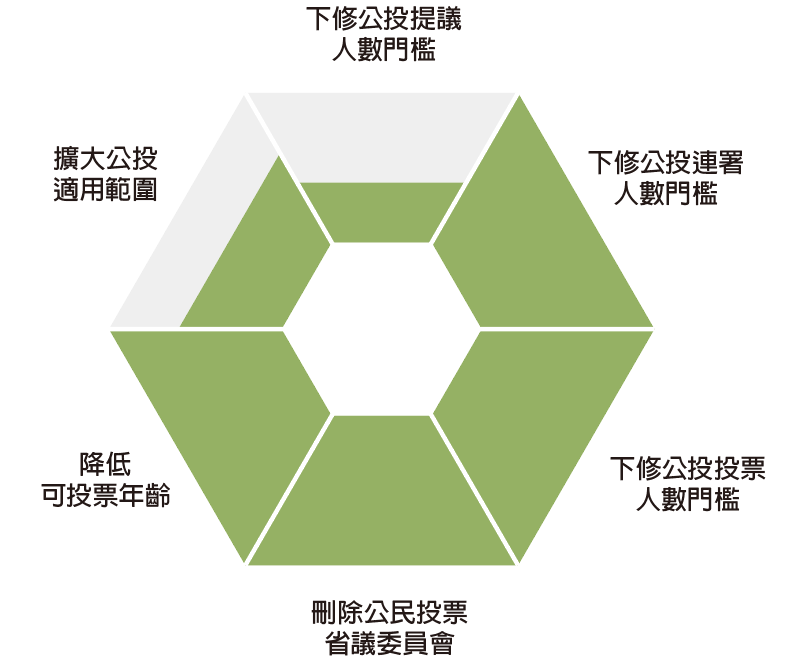 下修公投提議
人數門檻
下修公投連署
人數門檻
下修公投投票
人數門檻
刪除公民投票
省議委員會
降低
可投票年齡
擴大公投
適用範圍